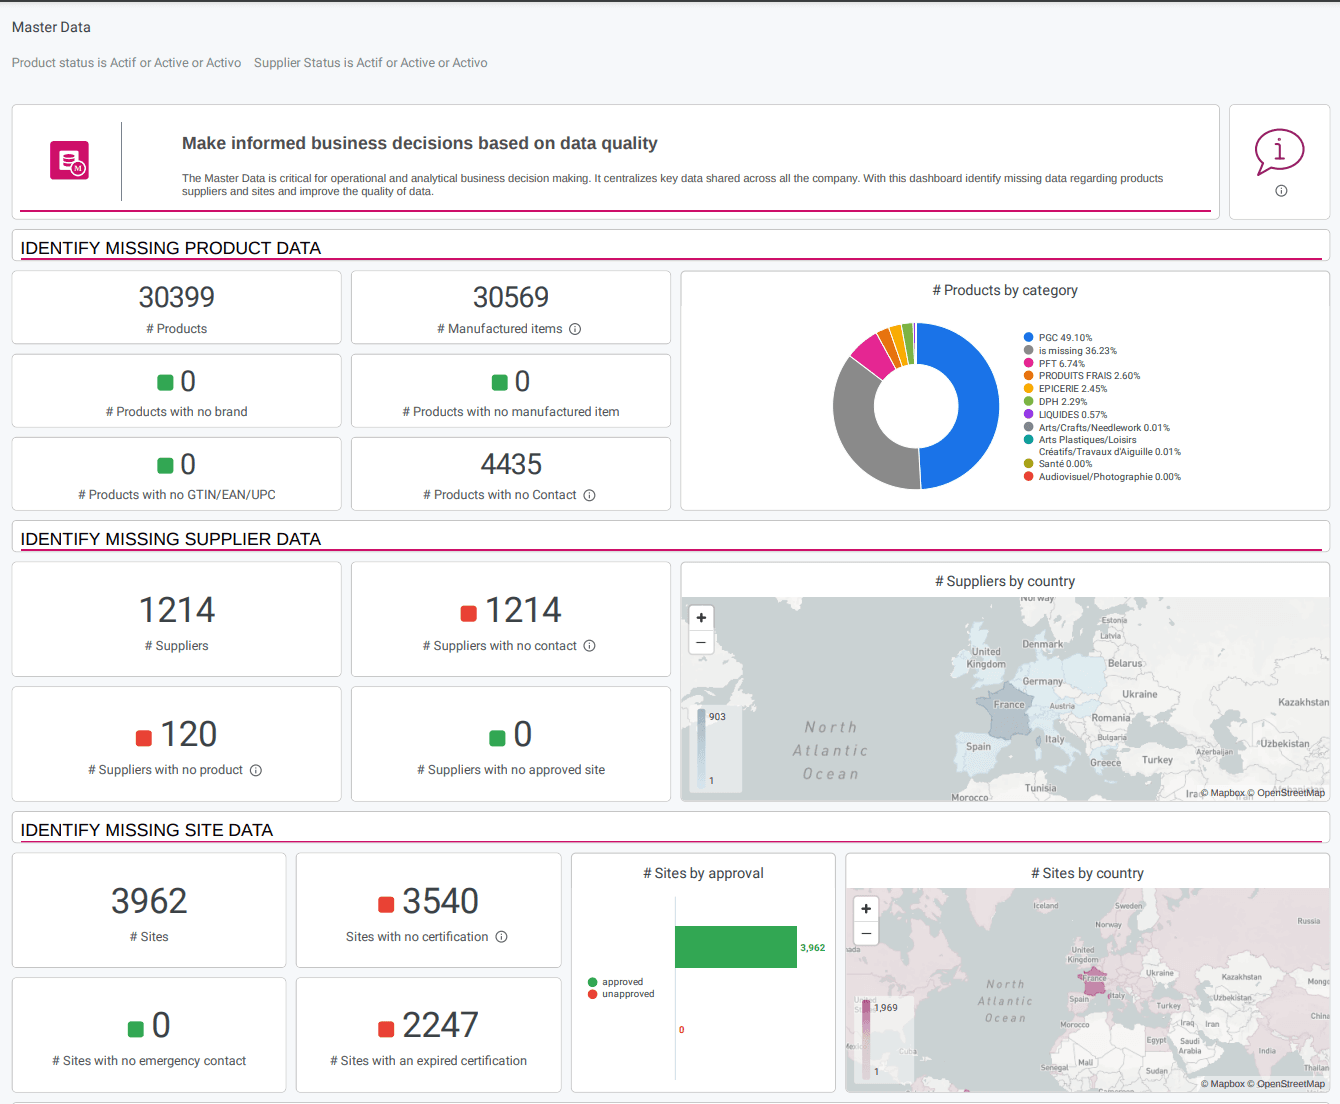 Master Data
Product status is Actif or Active or Activo    Supplier Status is Actif or Active or Activo
Make informed business decisions based on data quality
The Master Data is critical for operational and analytical business decision making. It centralizes key data shared across all the company. With this dashboard identify missing data regarding products
suppliers and sites and improve the quality of data.
IDENTIFY MISSING PRODUCT DATA
30399
# Products
30569
# Manufactured items
0
# Products with no brand
0
# Products with no manufactured item
0
# Products with no GTIN/EAN/UPC
4435
# Products with no Contact
# Products by category
PGC 49.10%
is missing 36.23%
PFT 6.74%
PRODUITS FRAIS 2.60%
EPICERIE 2.45%
DPH 2.29%
LIQUIDES 0.57%
Arts/Crafts/Needlework 0.01%
Arts Plastiques/Loisirs
Créatifs/Travaux d'Aiguille 0.01%
Santé 0.00%
Audiovisuel/Photographie 0.00%
IDENTIFY MISSING SUPPLIER DATA
1214
# Suppliers
1214
# Suppliers with no contact
120
# Suppliers with no product
0
# Suppliers with no approved site
# Suppliers by country
+
−
Norway
Estonia
Latvia
Denmark
United
Kingdom
Belarus
Germany
Ukraine
Kazakhstan
France
Austria
903
Romania
North
Atlantic
Ocean
Italy
Bulgaria
Spain
Azerbaijan
Uzbekistan
Greece
Turkey
1
Tunisia
Morocco
© Mapbox © OpenStreetMap
IDENTIFY MISSING SITE DATA
3962
# Sites
3540
Sites with no certification
0
# Sites with no emergency contact
2247
# Sites with an expired certification
# Sites by approval
3,962
approved
unapproved
0
# Sites by country
+
−
Iceland
Sweden
Norway
Russia
United
Kingdom
Ukraine
Kazakhstan
France
North
Atlantic
Ocean
Spain
Italy
Uzbekistan
Turkey
1,969
Morocco
Iraq
Iran
China
Egypt
Saudi
Arabia
India
Cuba
Mali
Senegal
Sudan
1
© Mapbox © OpenStreetMap